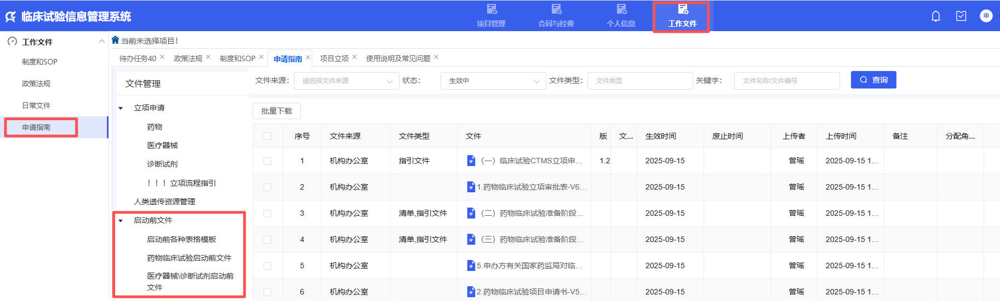 临床试验信息管理系统
项目管理
合同与经费
个人信息
工作文件
申
工作文件
制度和SOP
政策法规
日常文件
申请指南
当前未选择项目！
待办任务40
政策法规
制度和SOP
申请指南
项目立项
使用说明及常见问题
文件管理
立项申请
药物
医疗器械
诊断试剂
！！！立项流程指引
人类遗传资源管理
启动前文件
启动前各种表格模板
药物临床试验启动前文件
医疗器械\诊断试剂启动前
文件
文件来源： 请选择文件来源 状态： 生效中 文件类型： 文件类型 关键字： 文件名称/文件编号 查询
批量下载
序号 文件来源 文件类型 文件 版 文... 生效时间 废止时间 上传者 上传时间 备注 分配角...
1 机构办公室 指引文件 （一）临床试验CTMS立项申... 1.2 2025-09-15 曾瑶 2025-09-15 1...
2 机构办公室 1.药物临床试验立项审批表-V6... 2025-09-15 曾瑶 2025-09-15 1...
3 机构办公室 清单,指引文件 （二）药物临床试验准备阶段... 2025-09-15 曾瑶 2025-09-15 1...
4 机构办公室 清单,指引文件 （三）药物临床试验准备阶段... 2025-09-15 曾瑶 2025-09-15 1...
5 机构办公室 5.申办方有关国家药监局对临... 2025-09-15 曾瑶 2025-09-15 1...
6 机构办公室 2.药物临床试验项目申请书-V5... 2025-09-15 曾瑶 2025-09-15 1...